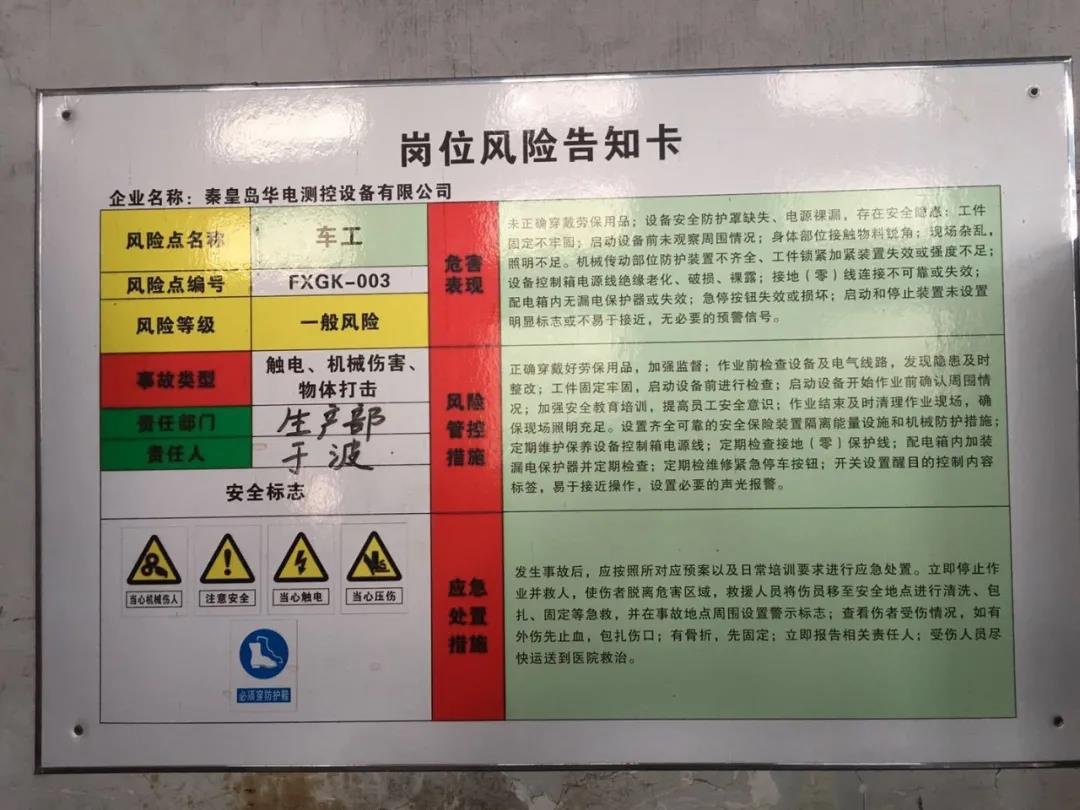 岗位风险告知卡
企业名称：秦皇岛华电测控设备有限公司
风险点名称
车工
风险点编号
FXGK-003
风险等级
一般风险
事故类型
触电、机械伤害、
物体打击
责任部门
生产部
责任人
于波
安全标志
当心机械伤人
注意安全
当心触电
当心压伤
必须穿防护鞋
危害
表现
未正确穿戴劳保用品；设备安全防护罩缺失、电源裸漏，存在安全隐患；工件
固定不牢固；启动设备前未观察周围情况；身体部位接触物料锐角；现场杂乱，
照明不足。机械传动部位防护装置不齐全、工件锁紧加紧装置失效或强度不足；
设备控制箱电源线绝缘老化、破损、裸露；接地（零）线连接不可靠或失效；
配电箱内无漏电保护器或失效；急停按钮失效或损坏；启动和停止装置未设置
明显标志或不易于接近，无必要的预警信号。
风险
管控
措施
正确穿戴好劳保用品，加强监督；作业前检查设备及电气线路，发现隐患及时
整改；工件固定牢固，启动设备前进行检查；启动设备开始作业前确认周围情
况；加强安全教育培训，提高员工安全意识；作业结束及时清理作业现场，确
保现场照明充足。设置齐全可靠的安全保险装置隔离能量设施和机械防护措施；
定期维护保养设备控制箱电源线；定期检查接地（零）保护线；配电箱内加装
漏电保护器并定期检查；定期检维修紧急停车按钮；开关设置醒目的控制内容
标签，易于接近操作，设置必要的声光报警。
应急
处置
措施
发生事故后，应按照所对应预案以及日常培训要求进行应急处置。立即停止作
业并救人，使伤者脱离危害区域，救援人员将伤员移至安全地点进行清洗、包
扎、固定等急救，并在事故地点周围设置警示标志；查看伤者受伤情况，如有
外伤先止血，包扎伤口；有骨折，先固定；立即报告相关责任人；受伤人员尽
快运送到医院救治。